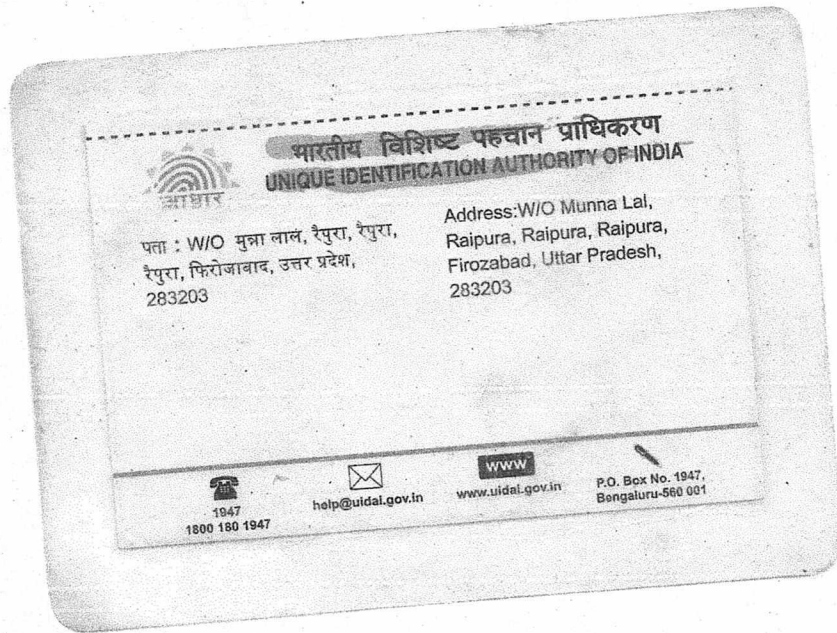 भारतीय विशिष्ट पहचान प्राधिकरण
UNIQUE IDENTIFICATION AUTHORITY OF INDIA
आधार
पता : W/O मुन्ना लाल, रैपुरा, रैपुरा,
रैपुरा, फिरोजाबाद, उत्तर प्रदेश,
283203
Address:W/O Munna Lal,
Raipura, Raipura, Raipura,
Firozabad, Uttar Pradesh,
283203
1947
1800 180 1947
help@uidai.gov.in
www
www.uidai.gov.in
P.O. Box No. 1947,
Bengaluru-560 001